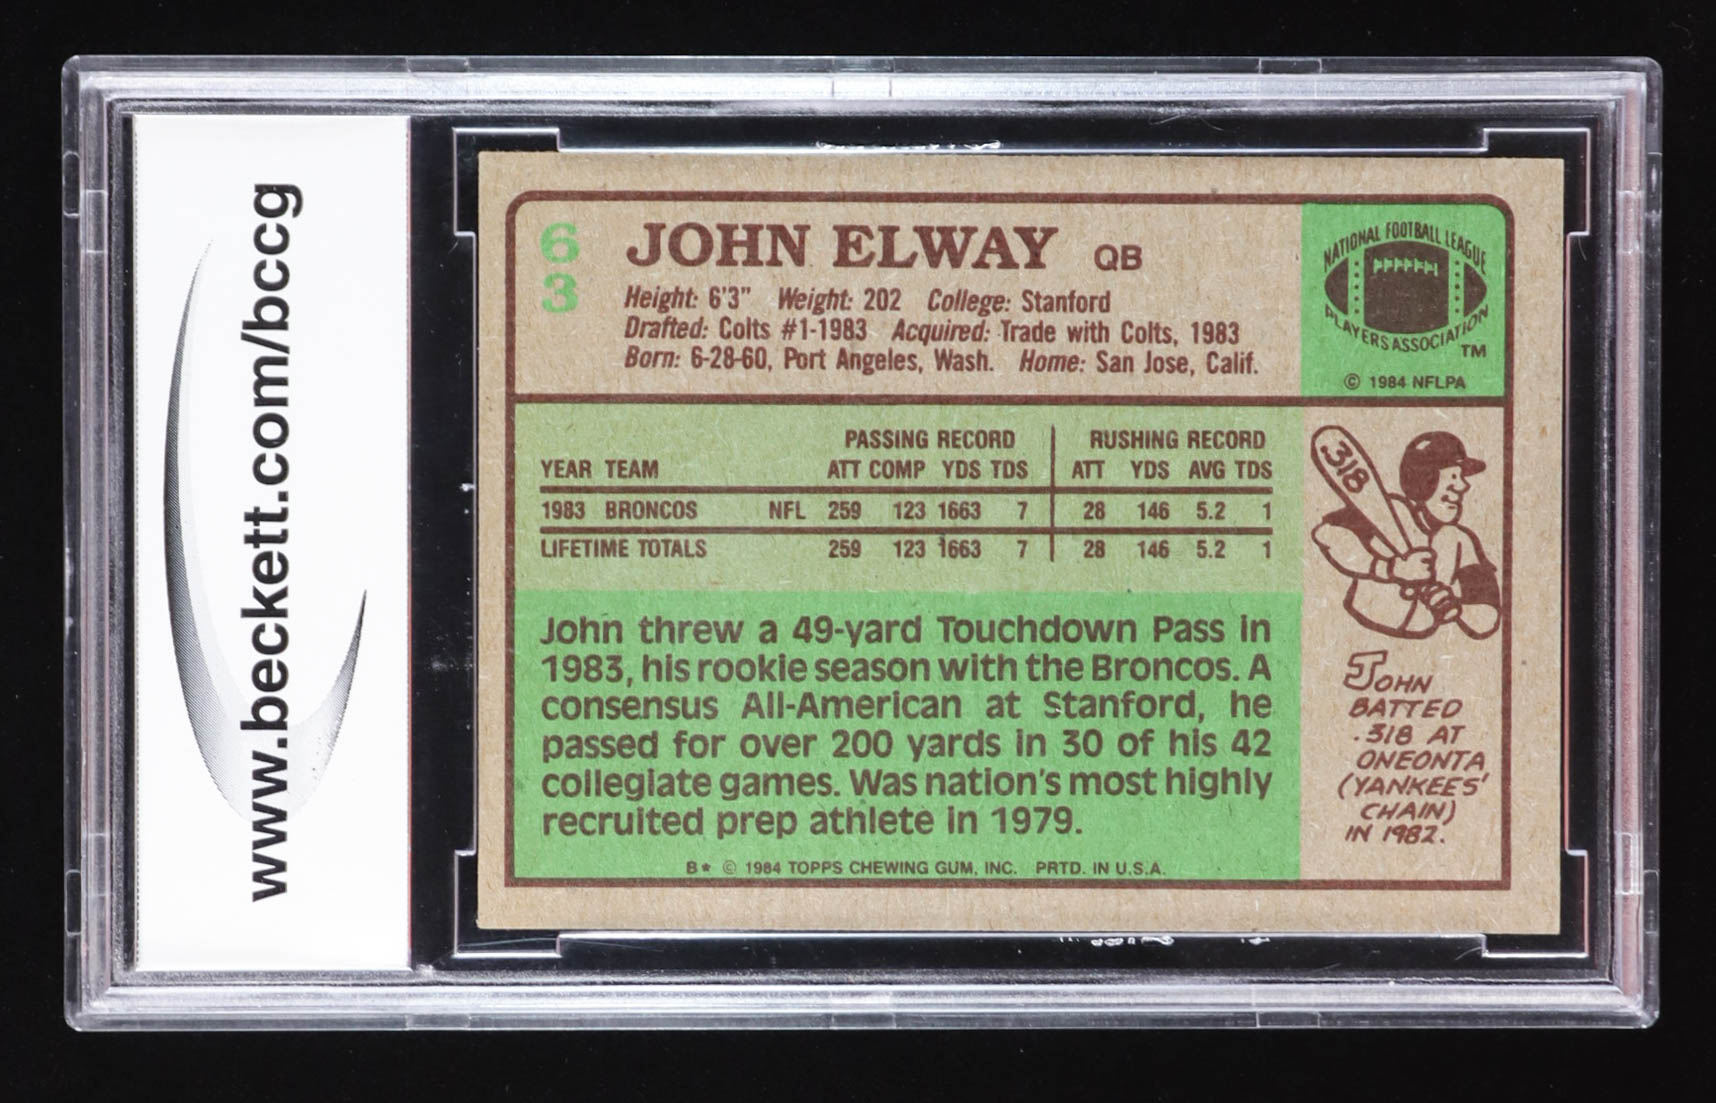 www.beckett.com/bccg
63
JOHN ELWAY QB
Height: 6'3" Weight: 202 College: Stanford
Drafted: Colts #1-1983 Acquired: Trade with Colts, 1983
Born: 6-28-60, Port Angeles, Wash. Home: San Jose, Calif.
NATIONAL FOOTBALL LEAGUE
PLAYERS ASSOCIATION
TM
© 1984 NFLPA
PASSING RECORD RUSHING RECORD
YEAR TEAM ATT COMP YDS TDS ATT YDS AVG TDS
1983 BRONCOS NFL 259 123 1663 7 28 146 5.2 1
LIFETIME TOTALS 259 123 1663 7 28 146 5.2 1
John threw a 49-yard Touchdown Pass in
1983, his rookie season with the Broncos. A
consensus All-American at Stanford, he
passed for over 200 yards in 30 of his 42
collegiate games. Was nation's most highly
recruited prep athlete in 1979.
B* © 1984 TOPPS CHEWING GUM, INC. PRTD. IN U.S.A.
.318
JOHN
BATTED
.318 AT
ONEONTA
(YANKEES'
CHAIN)
IN 1982.